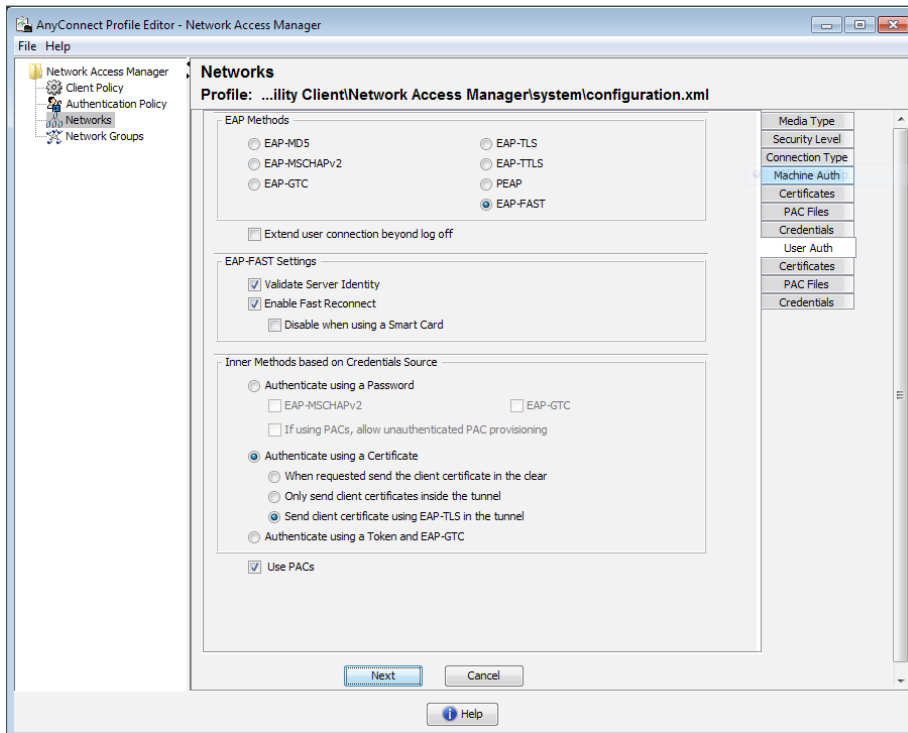 AnyConnect Profile Editor - Network Access Manager
File Help
Network Access Manager
Client Policy
Authentication Policy
Networks
Network Groups
Networks
Profile: ...ility Client\Network Access Manager\system\configuration.xml
EAP Methods
EAP-MD5
EAP-TLS
EAP-MSCHAPv2
EAP-TTLS
EAP-GTC
PEAP
EAP-FAST
Extend user connection beyond log off
EAP-FAST Settings
Validate Server Identity
Enable Fast Reconnect
Disable when using a Smart Card
Inner Methods based on Credentials Source
Authenticate using a Password
EAP-MSCHAPv2
EAP-GTC
If using PACs, allow unauthenticated PAC provisioning
Authenticate using a Certificate
When requested send the client certificate in the clear
Only send client certificates inside the tunnel
Send client certificate using EAP-TLS in the tunnel
Authenticate using a Token and EAP-GTC
Use PACs
Media Type
Security Level
Connection Type
Machine Auth
Certificates
PAC Files
Credentials
User Auth
Certificates
PAC Files
Credentials
Next
Cancel
Help